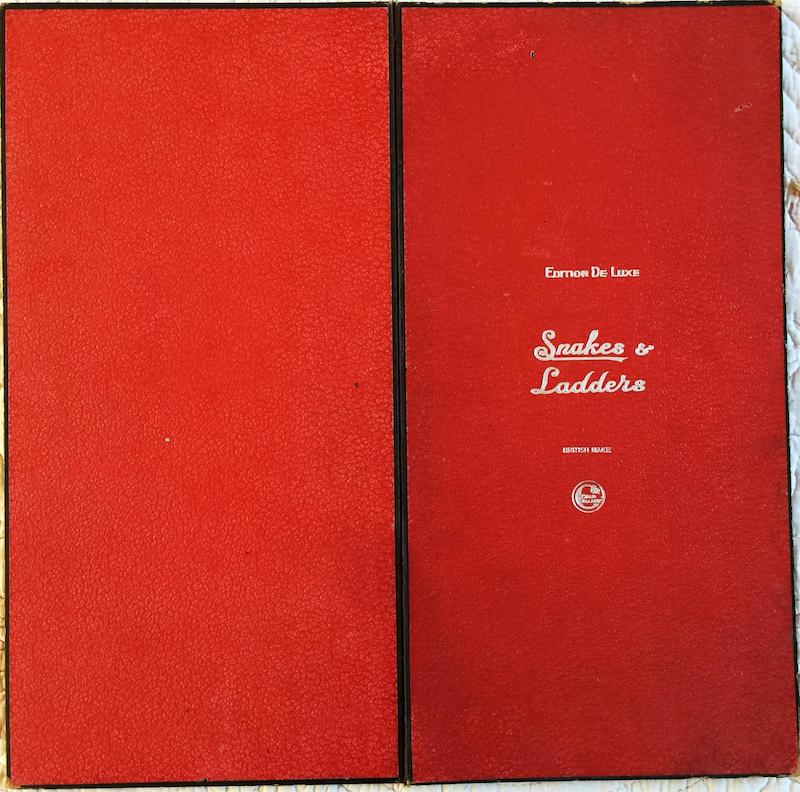 Edition De Luxe
Snakes &
Ladders
BRITISH MAKE